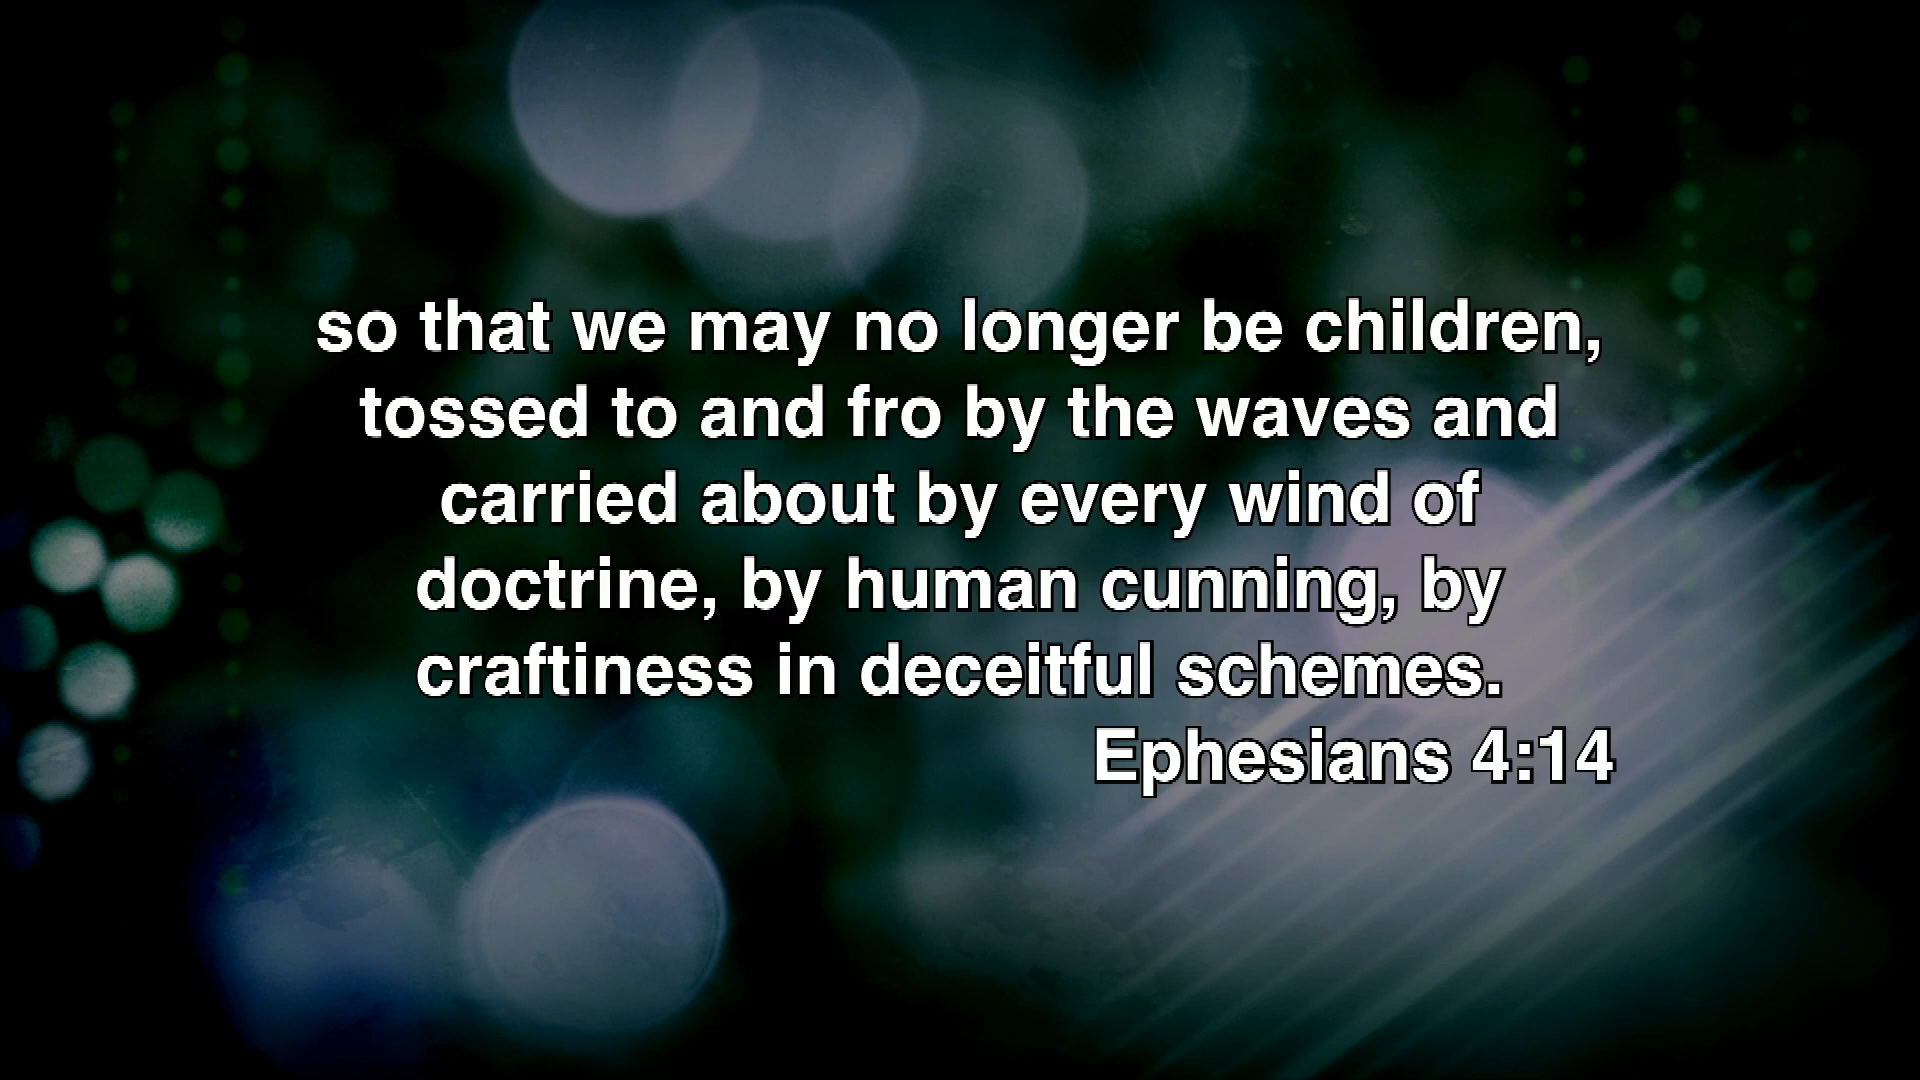 so that we may no longer be children,
tossed to and fro by the waves and
carried about by every wind of
doctrine, by human cunning, by
craftiness in deceitful schemes.
Ephesians 4:14